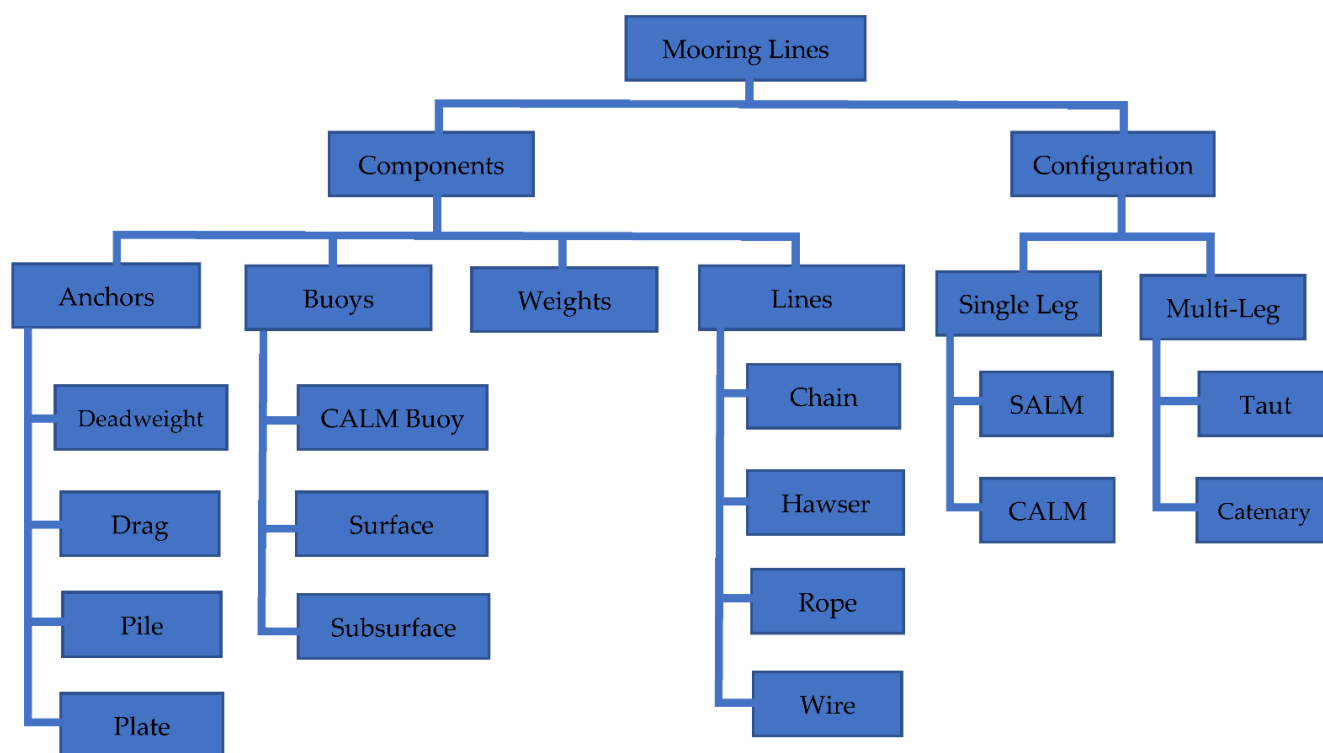 Mooring Lines
Components
Configuration
Anchors
Buoys
Weights
Lines
Single Leg
Multi-Leg
Deadweight
Drag
Pile
Plate
CALM Buoy
Surface
Subsurface
Chain
Hawser
Rope
Wire
SALM
CALM
Taut
Catenary